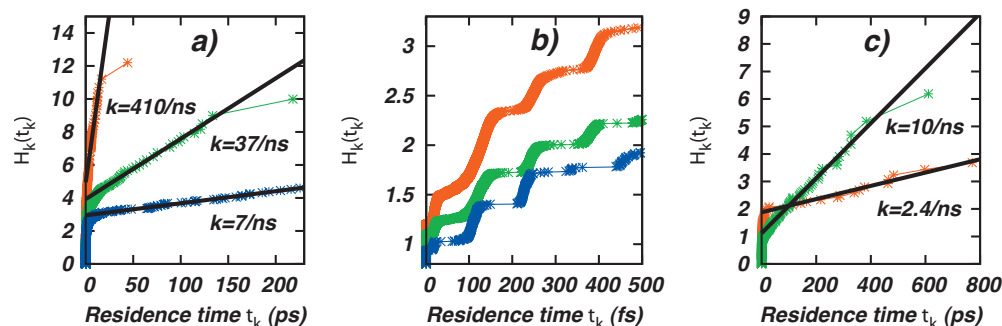 a)
H_k(t_k)
16
14
12
10
8
6
4
2
0
k=410/ns
k=37/ns
k=7/ns
0 50 100 150 200
Residence time t_k (ps)
b)
H_k(t_k)
3
2.5
2
1.5
1
0 100 200 300 400 500
Residence time t_k (fs)
c)
H_k(t_k)
9
8
7
6
5
4
3
2
1
0
k=10/ns
k=2.4/ns
0 200 400 600 800
Residence time t_k (ps)